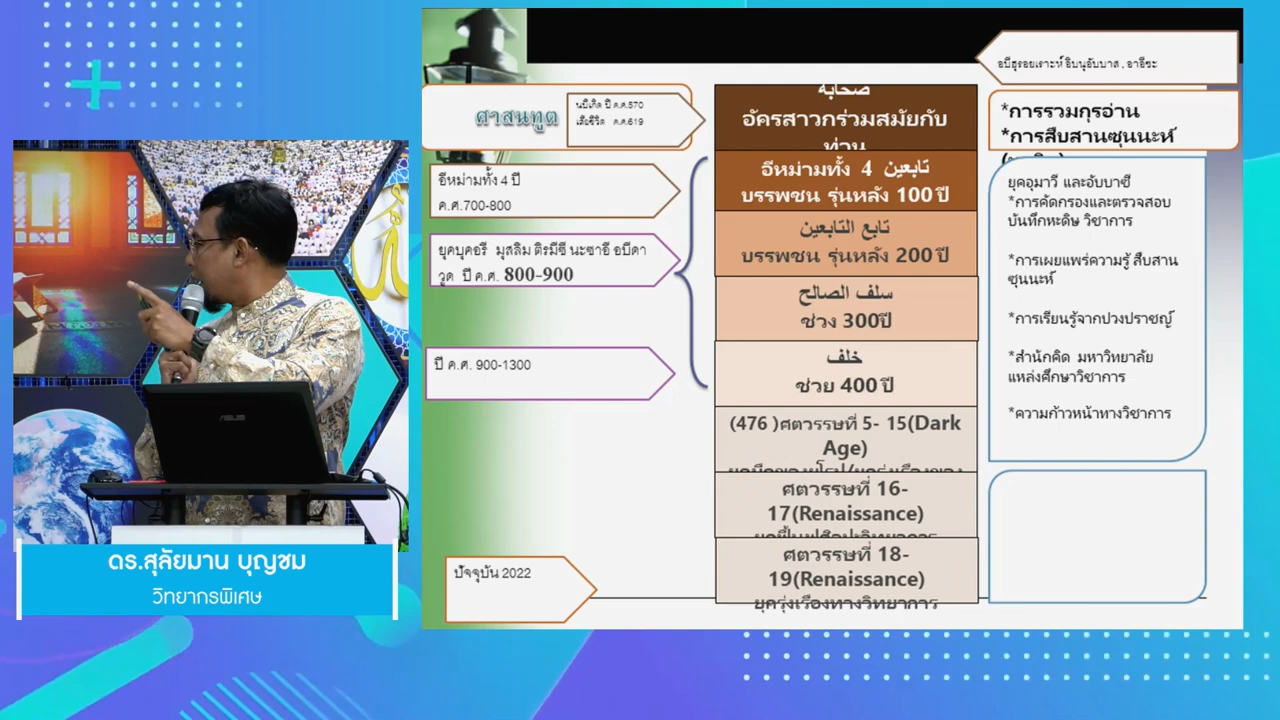 อบีฮุรอยเราะห์ อิบนุอับบาส , อาอีชะ
ศาสนทูต
นบีเกิด ปี ค.ศ.570
เสียชีวิต ค.ศ.619
صحابة
อัครสาวกร่วมสมัยกับ
ท่าน
*การรวมกุรอ่าน
*การสืบสานซุนนะห์
อีหม่ามทั้ง 4 ปี
ค.ศ.700-800
อีหม่ามทั้ง 4 تابعين
บรรพชน รุ่นหลัง 100 ปี
ยุคบุคอรี มุสลิม ติรมีซี นะซาอี อบีดา
วูด ปี ค.ศ. 800-900
تابع التابعين
บรรพชน รุ่นหลัง 200 ปี
سلف الصالح
ช่วง 300ปี
ปี ค.ศ. 900-1300
خلف
ช่วย 400 ปี
(476 )ศตวรรษที่ 5- 15(Dark
Age)
ศตวรรษที่ 16-
17(Renaissance)
ศตวรรษที่ 18-
19(Renaissance)
ยุครุ่งเรืองทางวิทยาการ
ปัจจุบัน 2022
ยุคอุมาวี และอับบาซี
*การคัดกรองและตรวจสอบ
บันทึกหะดิษ วิชาการ
*การเผยแพร่ความรู้ สืบสาน
ซุนนะห์
*การเรียนรู้จากปวงปราชญ์
*สำนักคิด มหาวิทยาลัย
แหล่งศึกษาวิชาการ
*ความก้าวหน้าทางวิชาการ
ASUS
ดร.สุลัยมาน บุญชม
วิทยากรพิเศษ